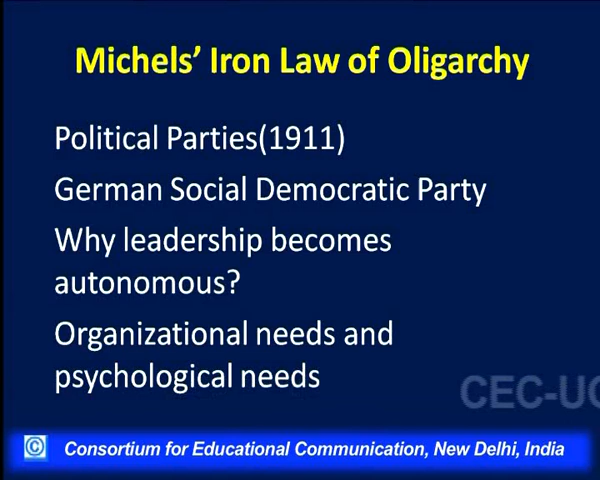 Michels' Iron Law of Oligarchy
Political Parties(1911)
German Social Democratic Party
Why leadership becomes
autonomous?
Organizational needs and
psychological needs
CEC-UG
© Consortium for Educational Communication, New Delhi, India